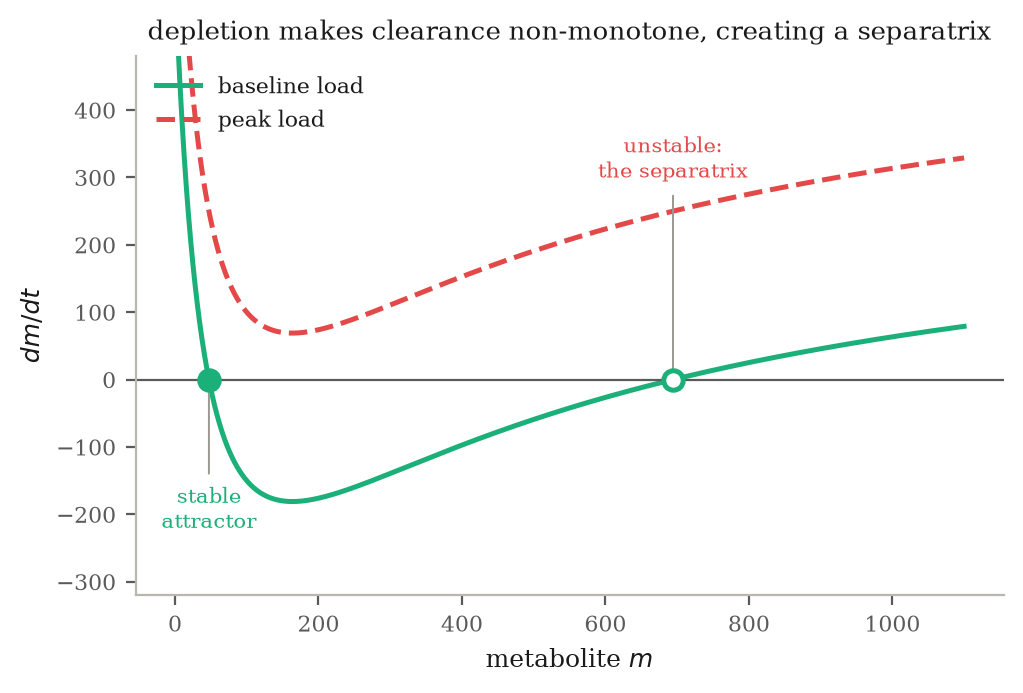 depletion makes clearance non-monotone, creating a separatrix
baseline load
peak load
unstable:
the separatrix
stable
attractor
dm/dt
400
300
200
100
0
−100
−200
−300
0
200
400
600
800
1000
metabolite m